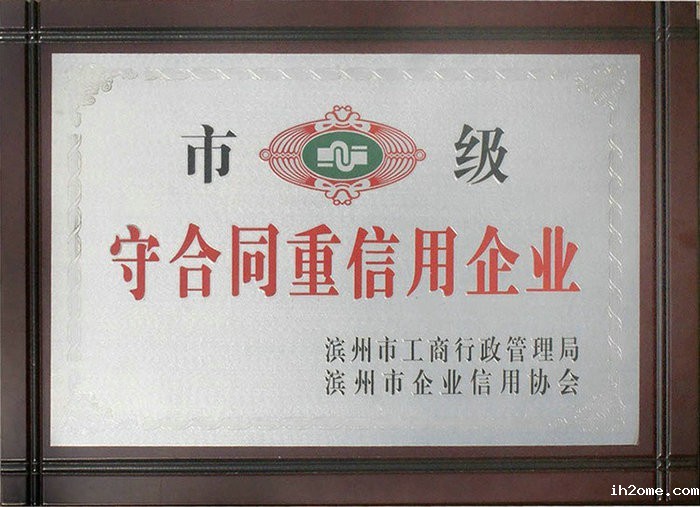 市 级
守合同重信用企业
滨州市工商行政管理局
滨州市企业信用协会
ih2ome.com